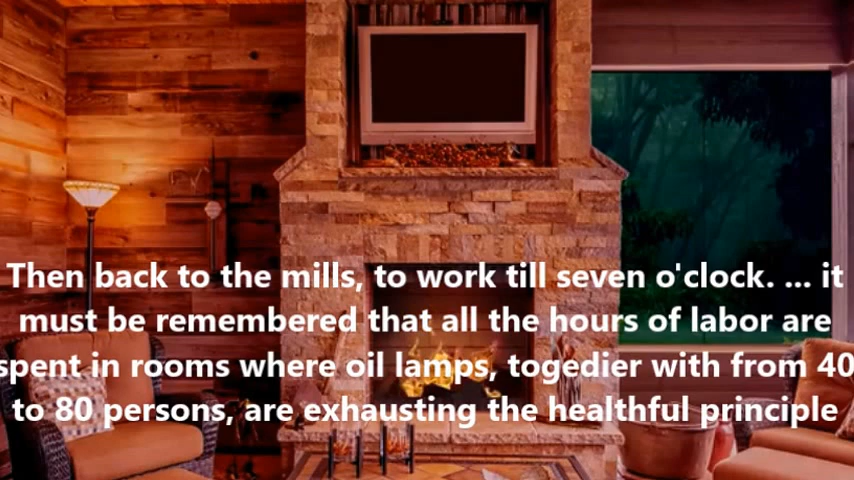 Then back to the mills, to work till seven o'clock. ... it
must be remembered that all the hours of labor are
spent in rooms where oil lamps, togedier with from 40
to 80 persons, are exhausting the healthful principle